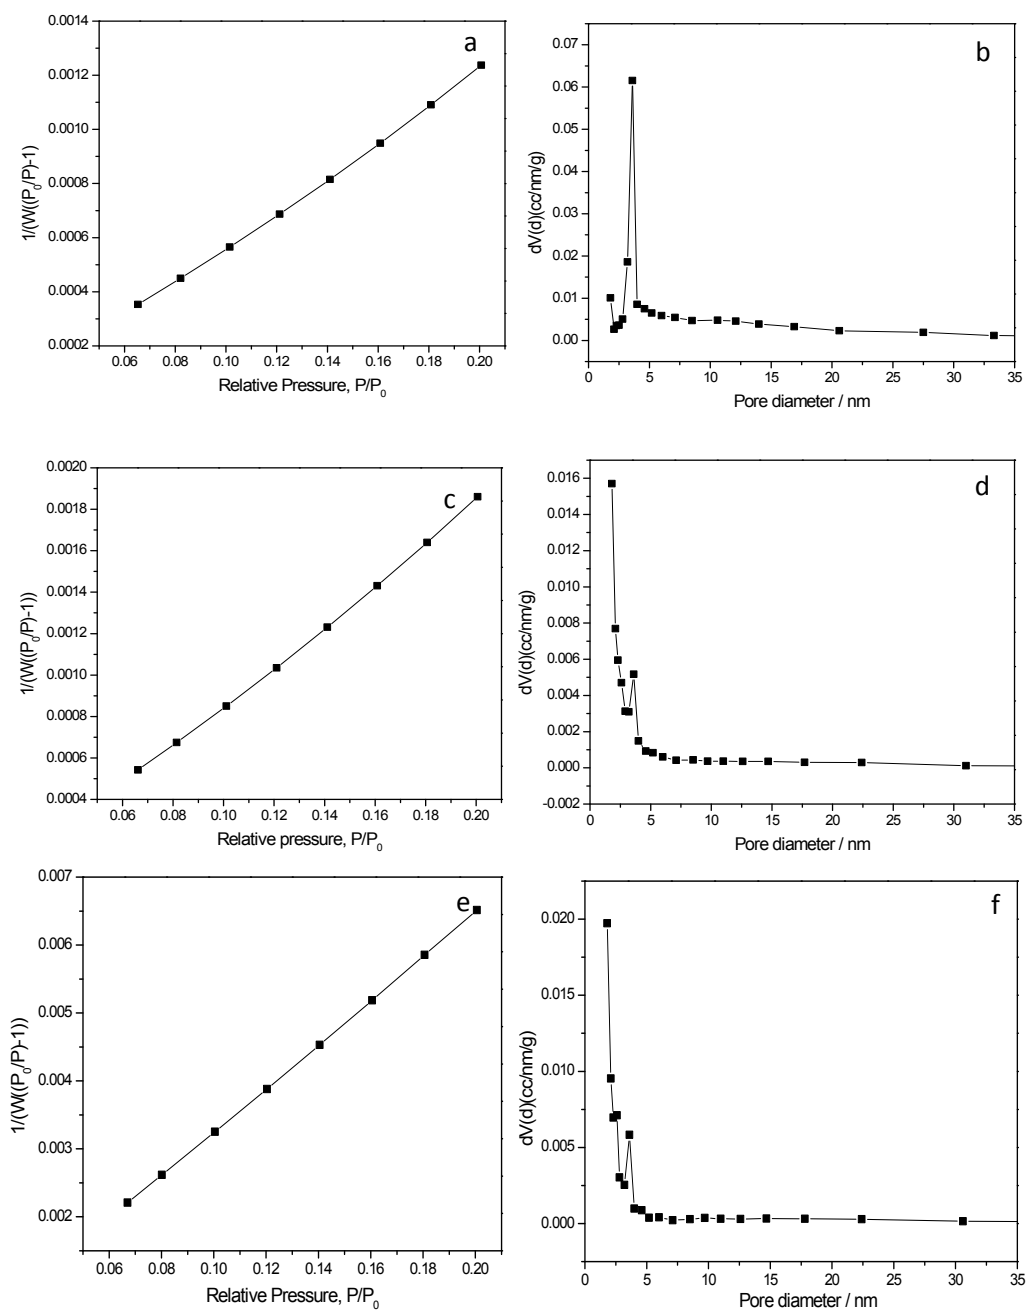 a
0.0014
0.0012
0.0010
0.0008
0.0006
0.0004
0.0002
1/(W((P₀/P)-1)
0.06 0.08 0.10 0.12 0.14 0.16 0.18 0.20
Relative Pressure, P/P₀
b
0.07
0.06
0.05
0.04
0.03
0.02
0.01
0.00
dV(d)(cc/nm/g)
0 5 10 15 20 25 30 35
Pore diameter / nm
c
0.0020
0.0018
0.0016
0.0014
0.0012
0.0010
0.0008
0.0006
0.0004
1/(W((P₀/P)-1))
0.06 0.08 0.10 0.12 0.14 0.16 0.18 0.20
Relative pressure, P/P₀
d
0.016
0.014
0.012
0.010
0.008
0.006
0.004
0.002
0.000
-0.002
dV(d)(cc/nm/g)
0 5 10 15 20 25 30 35
Pore diameter / nm
e
0.007
0.006
0.005
0.004
0.003
0.002
1/(W((P₀/P)-1))
0.06 0.08 0.10 0.12 0.14 0.16 0.18 0.20
Relative Pressure, P/P₀
f
0.020
0.015
0.010
0.005
0.000
dV(d)(cc/nm/g)
0 5 10 15 20 25 30 35
Pore diameter / nm